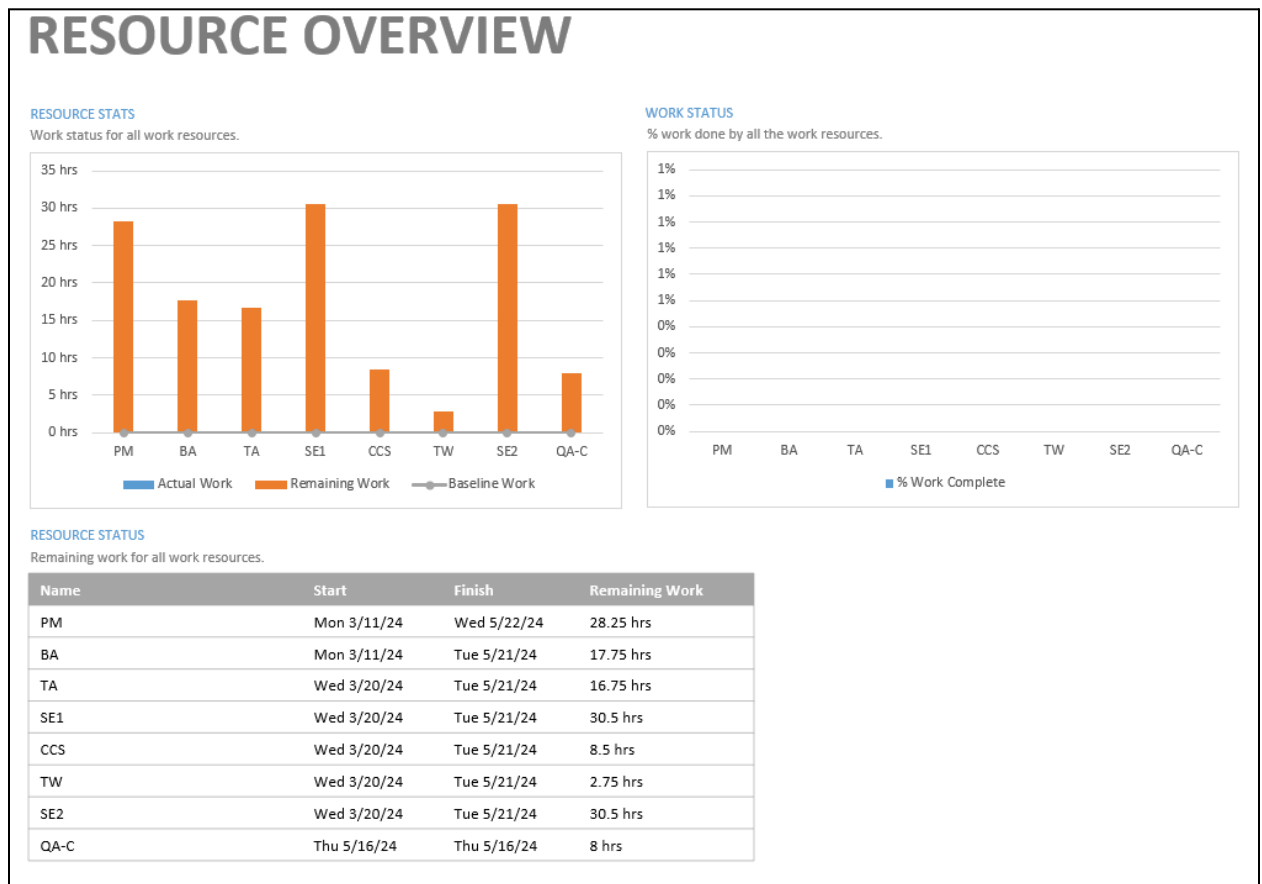 RESOURCE OVERVIEW
RESOURCE STATS
Work status for all work resources.
35 hrs
30 hrs
25 hrs
20 hrs
15 hrs
10 hrs
5 hrs
0 hrs
PM BA TA SE1 CCS TW SE2 QA-C
Actual Work Remaining Work Baseline Work
WORK STATUS
% work done by all the work resources.
1%
1%
1%
1%
1%
1%
0%
0%
0%
0%
0%
PM BA TA SE1 CCS TW SE2 QA-C
% Work Complete
RESOURCE STATUS
Remaining work for all work resources.
Name Start Finish Remaining Work
PM Mon 3/11/24 Wed 5/22/24 28.25 hrs
BA Mon 3/11/24 Tue 5/21/24 17.75 hrs
TA Wed 3/20/24 Tue 5/21/24 16.75 hrs
SE1 Wed 3/20/24 Tue 5/21/24 30.5 hrs
CCS Wed 3/20/24 Tue 5/21/24 8.5 hrs
TW Wed 3/20/24 Tue 5/21/24 2.75 hrs
SE2 Wed 3/20/24 Tue 5/21/24 30.5 hrs
QA-C Thu 5/16/24 Thu 5/16/24 8 hrs